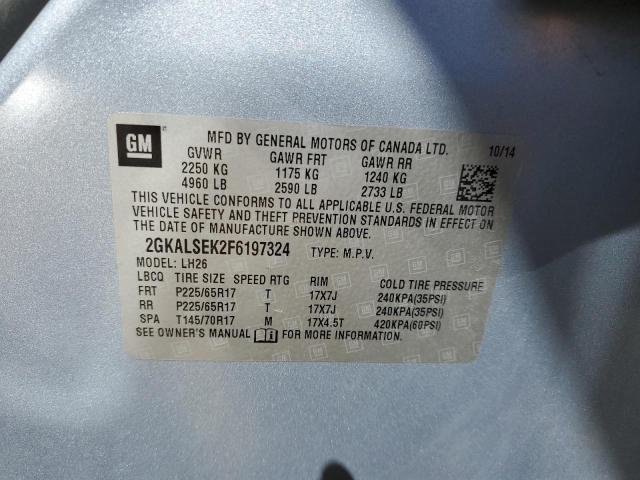 GM
MFD BY GENERAL MOTORS OF CANADA LTD. 10/14
GVWR GAWR FRT GAWR RR
2250 KG 1175 KG 1240 KG
4960 LB 2590 LB 2733 LB
THIS VEHICLE CONFORMS TO ALL APPLICABLE U.S. FEDERAL MOTOR
VEHICLE SAFETY AND THEFT PREVENTION STANDARDS IN EFFECT ON
THE DATE OF MANUFACTURE SHOWN ABOVE.
2GKALSEK2F6197324 TYPE: M.P.V.
MODEL: LH26
LBCQ TIRE SIZE SPEED RTG RIM COLD TIRE PRESSURE
FRT P225/65R17 T 17X7J 240KPA(35PSI)
RR P225/65R17 T 17X7J 240KPA(35PSI)
SPA T145/70R17 M 17X4.5T 420KPA(60PSI)
SEE OWNER'S MANUAL FOR MORE INFORMATION.